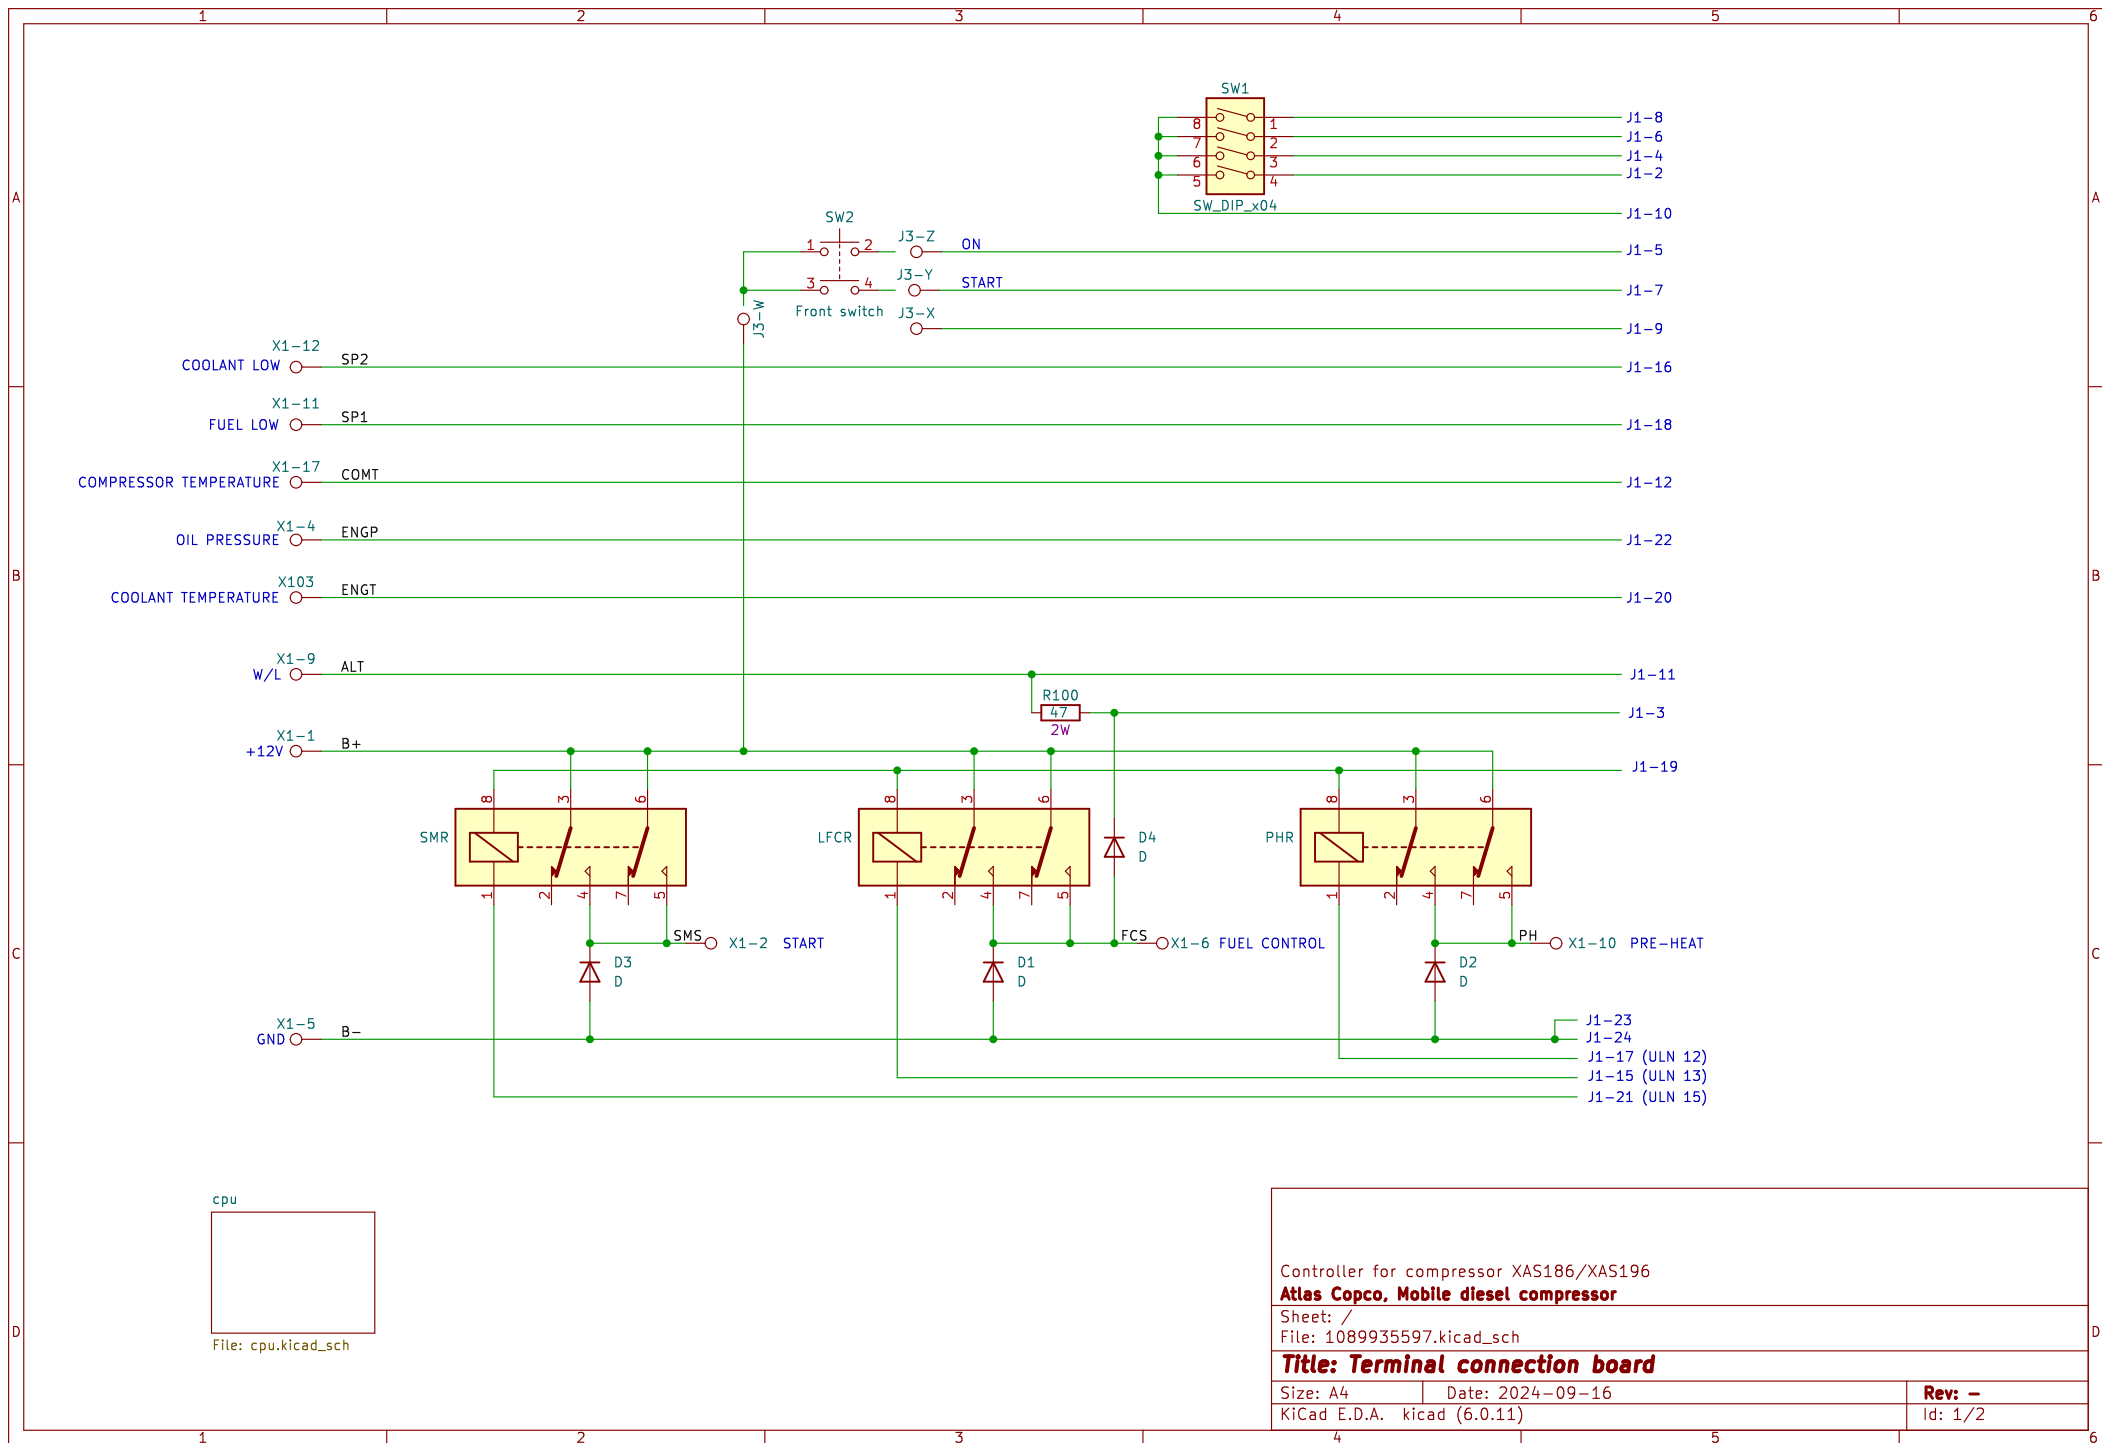 1 2 3 4 5 6
SW1
8 1 J1-8
7 2 J1-6
6 3 J1-4
5 4 J1-2
A A
SW_DIP_x04 J1-10
SW2
1 2 J3-Z ON J1-5
3 4 J3-Y START J1-7
J3-W
Front switch J3-X J1-9
X1-12
COOLANT LOW SP2 J1-16
X1-11
FUEL LOW SP1 J1-18
X1-17
COMPRESSOR TEMPERATURE COMT J1-12
X1-4
OIL PRESSURE ENGP J1-22
B B
X103
COOLANT TEMPERATURE ENGT J1-20
X1-9
W/L ALT J1-11
R100
47 J1-3
2W
X1-1
+12V B+
J1-19
8 3 6 8 3 6 8 3 6
SMR LFCR D4 PHR
D
1 2 4 7 5 1 2 4 7 5 1 2 4 7 5
SMS X1-2 START FCS X1-6 FUEL CONTROL PH X1-10 PRE-HEAT
C C
D3 D1 D2
D D D
X1-5
GND B-
J1-23
J1-24
J1-17 (ULN 12)
J1-15 (ULN 13)
J1-21 (ULN 15)
cpu
File: cpu.kicad_sch
D D
Controller for compressor XAS186/XAS196
Atlas Copco, Mobile diesel compressor
Sheet: /
File: 1089935597.kicad_sch
Title: Terminal connection board
Size: A4 Date: 2024-09-16 Rev: -
KiCad E.D.A. kicad (6.0.11) Id: 1/2
1 2 3 4 5 6